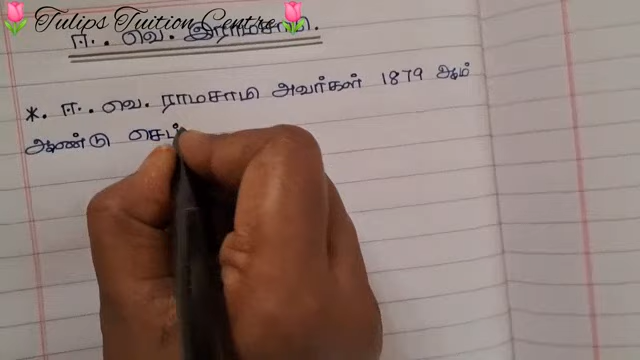 Tulips Tuition Centre
ஈ. வெ. இராமசாமி.
*. ஈ. வெ. ராமசாமி அவர்கள் 1879 ஆம்
ஆண்டு செப்